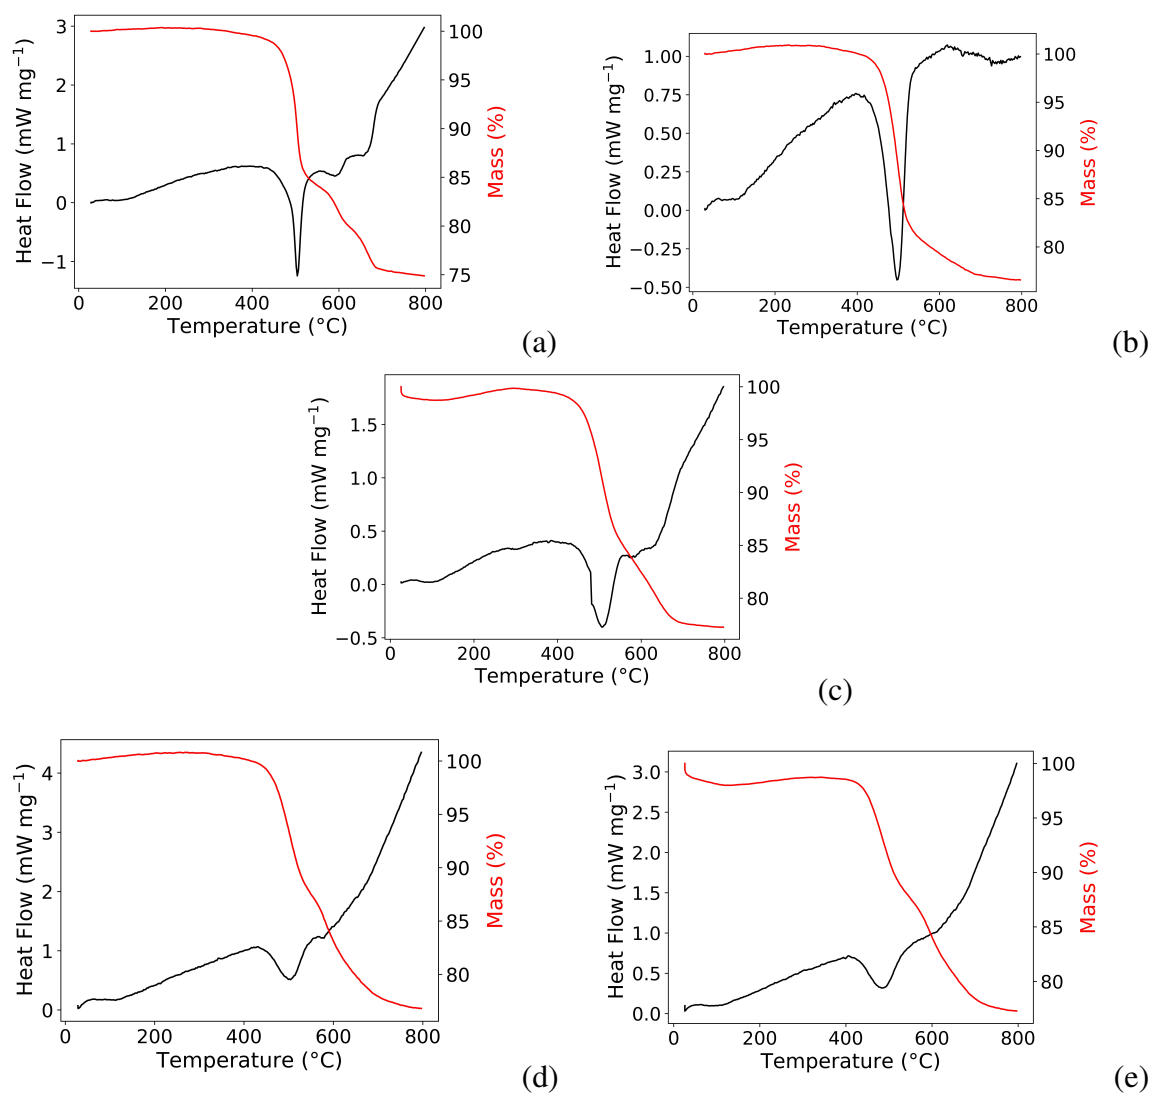 3
2
1
0
−1
Heat Flow (mW mg⁻¹)
100
95
90
85
80
75
Mass (%)
0 200 400 600 800
Temperature (°C)
(a)
1.00
0.75
0.50
0.25
0.00
−0.25
−0.50
Heat Flow (mW mg⁻¹)
100
95
90
85
80
Mass (%)
0 200 400 600 800
Temperature (°C)
(b)
1.5
1.0
0.5
0.0
−0.5
Heat Flow (mW mg⁻¹)
100
95
90
85
80
Mass (%)
0 200 400 600 800
Temperature (°C)
(c)
4
3
2
1
0
Heat Flow (mW mg⁻¹)
100
95
90
85
80
Mass (%)
0 200 400 600 800
Temperature (°C)
(d)
3.0
2.5
2.0
1.5
1.0
0.5
0.0
Heat Flow (mW mg⁻¹)
100
95
90
85
80
Mass (%)
0 200 400 600 800
Temperature (°C)
(e)